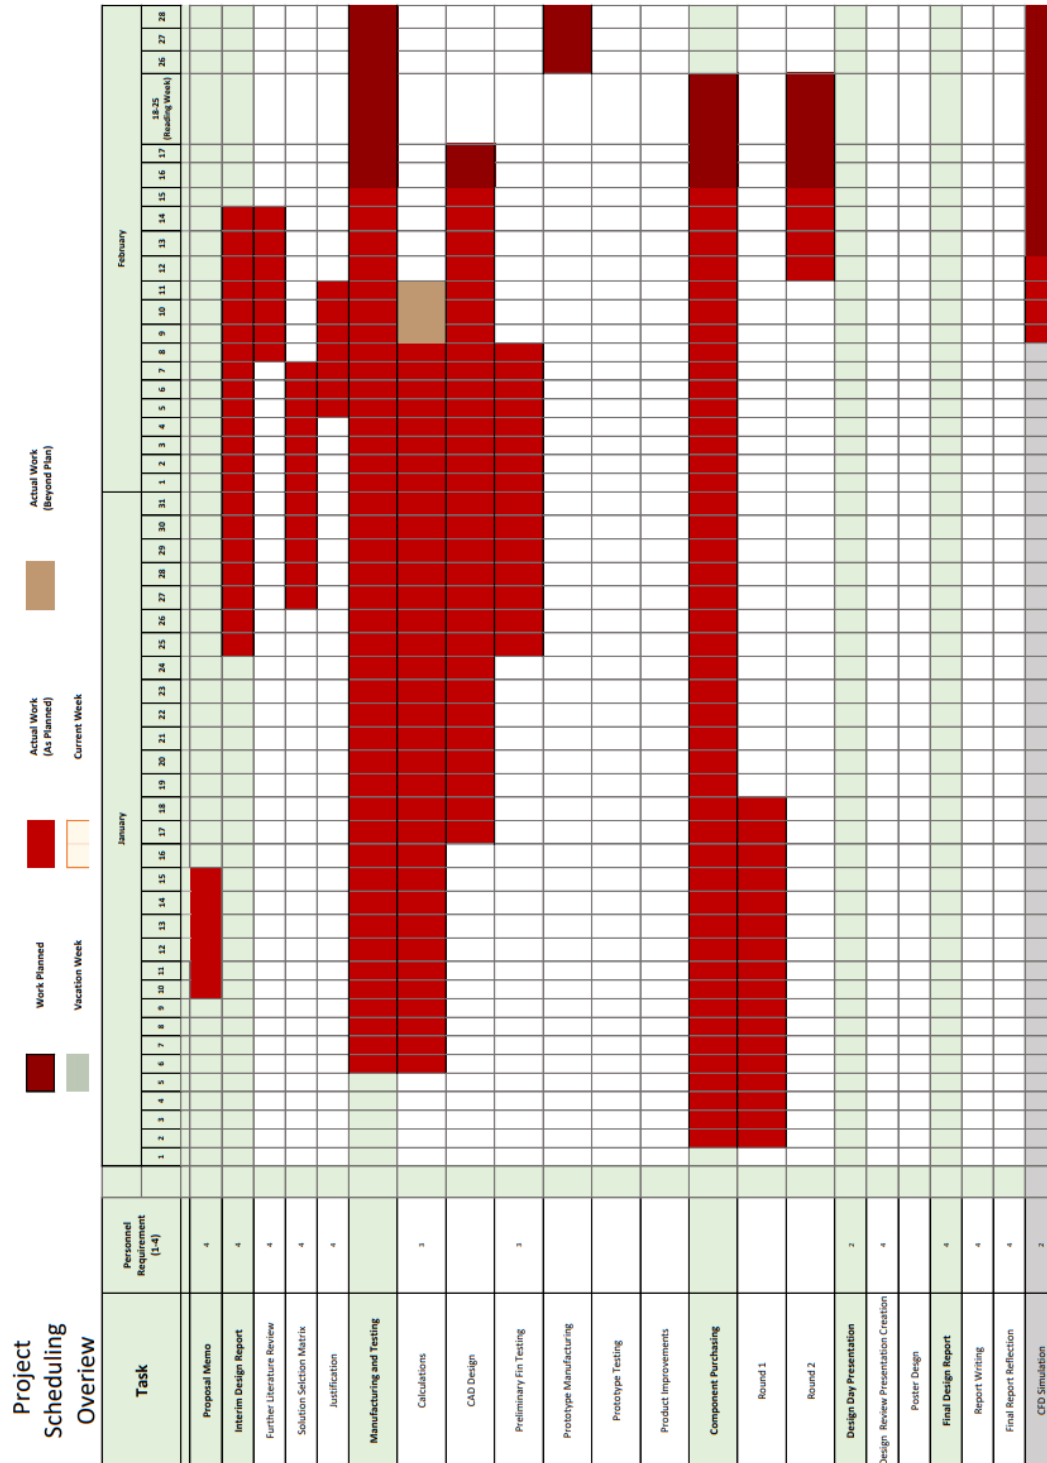 Project
Scheduling
Overiew
Work Planned
Actual Work
(As Planned)
Actual Work
(Beyond Plan)
Vacation Week
Current Week
Task
Personnel
Requirement
(1-4)
January
February
1 2 3 4 5 6 7 8 9 10 11 12 13 14 15 16 17 18 19 20 21 22 23 24 25 26 27 28 29 30 31 1 2 3 4 5 6 7 8 9 10 11 12 13 14 15 16 17 18-25 26 27 28
(Reading Week)
Proposal Memo 4
Interim Design Report 4
Further Literature Review 4
Solution Selction Matrix 4
Justification 4
Manufacturing and Testing
Calculations 3
CAD Design
Preliminary Fin Testing 3
Prototype Manufacturing
Prototype Testing
Product Improvements
Component Purchasing
Round 1
Round 2
Design Day Presentation 2
Design Review Presentation Creation 4
Poster Design
Final Design Report 4
Report Writing 4
Final Report Reflection 4
CFD Simulation 2